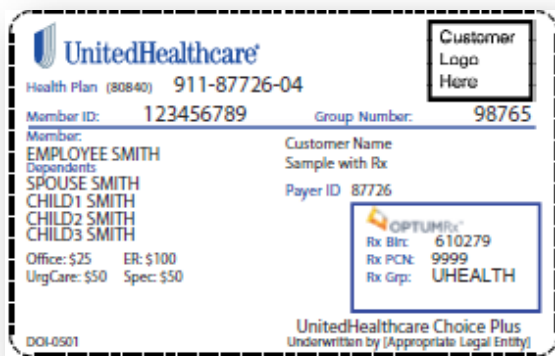 UnitedHealthcare
Customer
Logo
Here
Health Plan (80840) 911-87726-04
Member ID: 123456789 Group Number: 98765
Member:
EMPLOYEE SMITH
Dependents
SPOUSE SMITH
CHILD1 SMITH
CHILD2 SMITH
CHILD3 SMITH
Customer Name
Sample with Rx
Payer ID 87726
OPTUMRx
Rx Bin: 610279
Rx PCN: 9999
Rx Grp: UHEALTH
Office: $25 ER: $100
UrgCare: $50 Spec: $50
UnitedHealthcare Choice Plus
DOI-0501 Underwritten by [Appropriate Legal Entity]